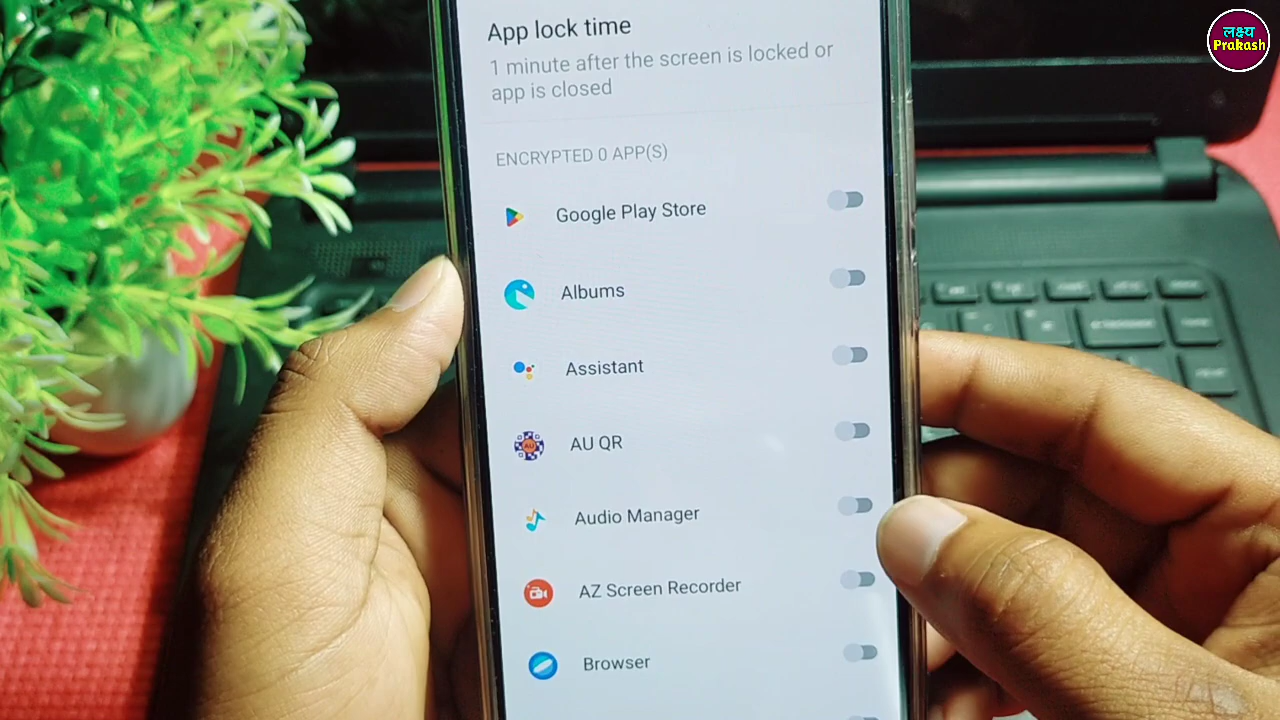 लक्ष्य
Prakash
App lock time
1 minute after the screen is locked or
app is closed
ENCRYPTED 0 APP(S)
Google Play Store
Albums
Assistant
AU QR
Audio Manager
AZ Screen Recorder
Browser